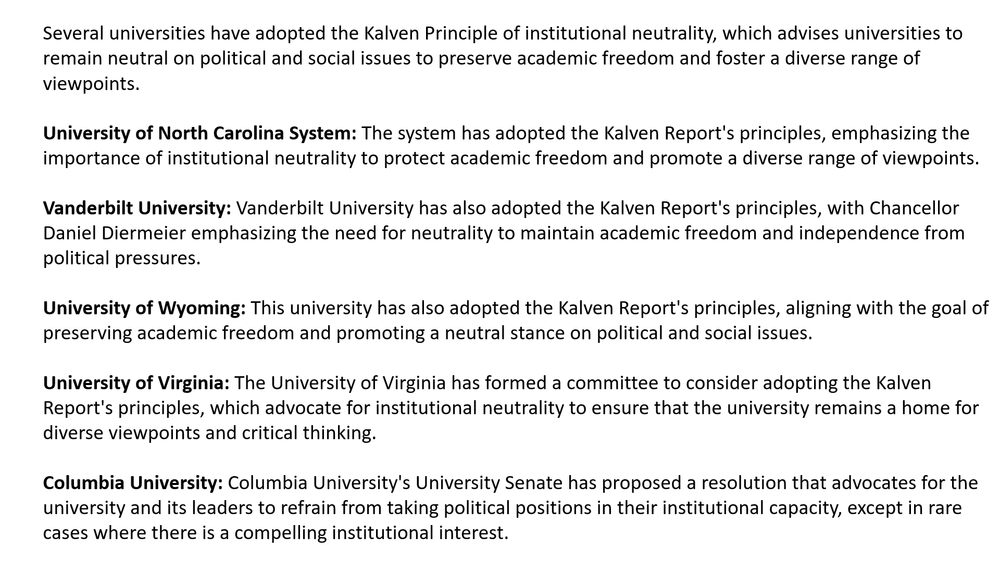 Several universities have adopted the Kalven Principle of institutional neutrality, which advises universities to
remain neutral on political and social issues to preserve academic freedom and foster a diverse range of
viewpoints.
University of North Carolina System: The system has adopted the Kalven Report's principles, emphasizing the
importance of institutional neutrality to protect academic freedom and promote a diverse range of viewpoints.
Vanderbilt University: Vanderbilt University has also adopted the Kalven Report's principles, with Chancellor
Daniel Diermeier emphasizing the need for neutrality to maintain academic freedom and independence from
political pressures.
University of Wyoming: This university has also adopted the Kalven Report's principles, aligning with the goal of
preserving academic freedom and promoting a neutral stance on political and social issues.
University of Virginia: The University of Virginia has formed a committee to consider adopting the Kalven
Report's principles, which advocate for institutional neutrality to ensure that the university remains a home for
diverse viewpoints and critical thinking.
Columbia University: Columbia University's University Senate has proposed a resolution that advocates for the
university and its leaders to refrain from taking political positions in their institutional capacity, except in rare
cases where there is a compelling institutional interest.